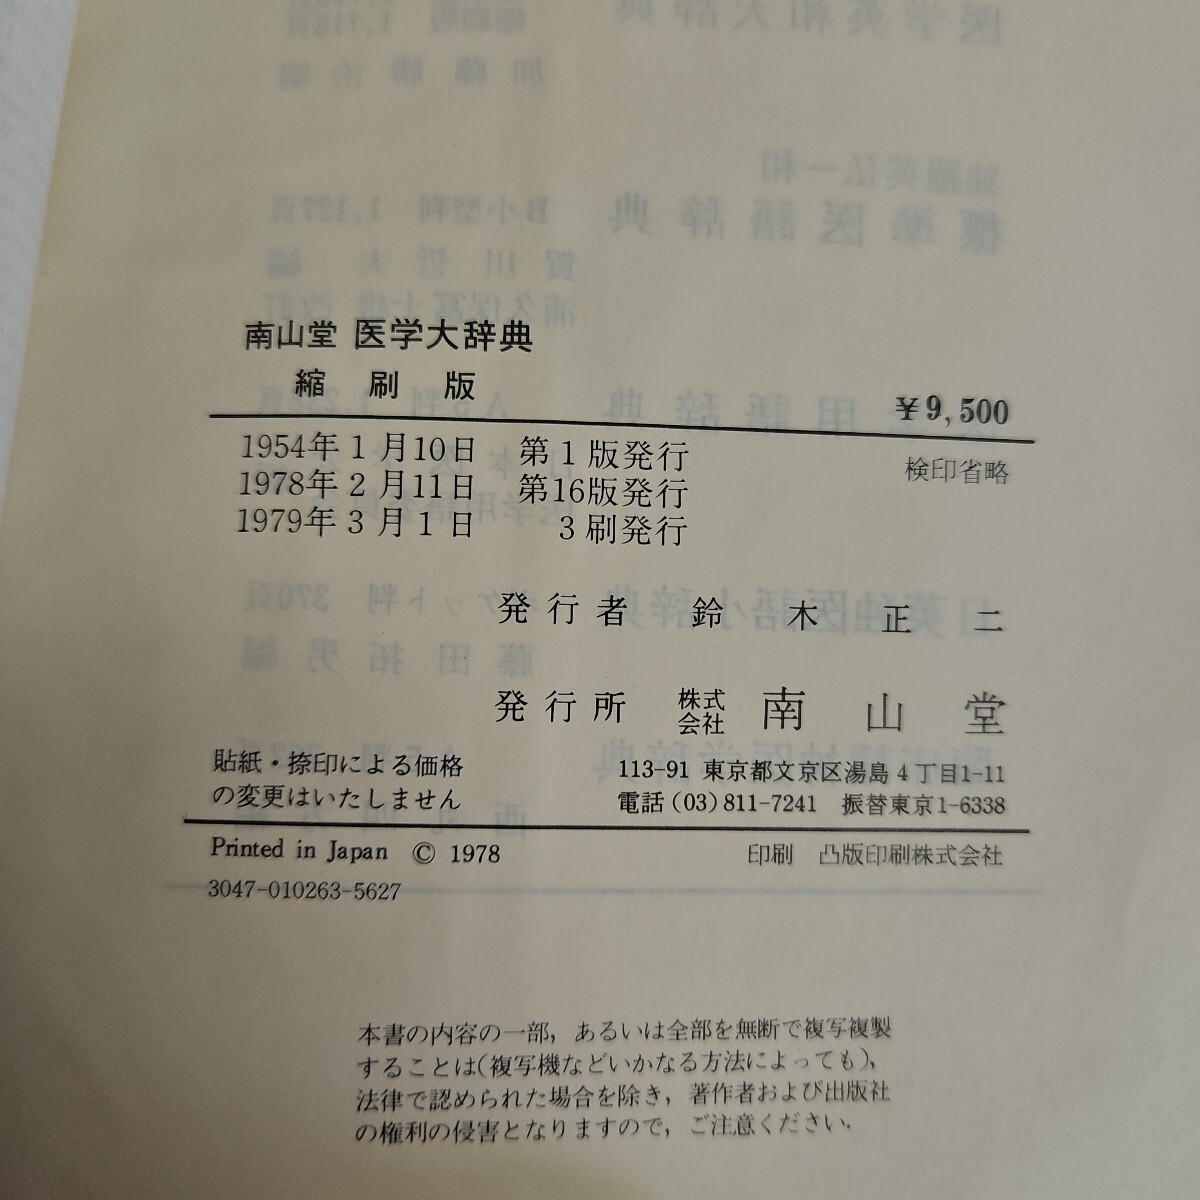 南山堂 医学大辞典
縮刷版
¥9,500
1954年1月10日 第1版発行
検印省略
1978年2月11日 第16版発行
1979年3月1日 3刷発行
発行者 鈴木正二
発行所 株式会社 南山堂
貼紙・捺印による価格
の変更はいたしません
113-91 東京都文京区湯島4丁目1-11
電話(03)811-7241 振替東京1-6338
Printed in Japan © 1978
印刷 凸版印刷株式会社
3047-010263-5627
本書の内容の一部，あるいは全部を無断で複写複製
することは(複写機などいかなる方法によっても)，
法律で認められた場合を除き，著作者および出版社
の権利の侵害となりますので，ご注意ください．